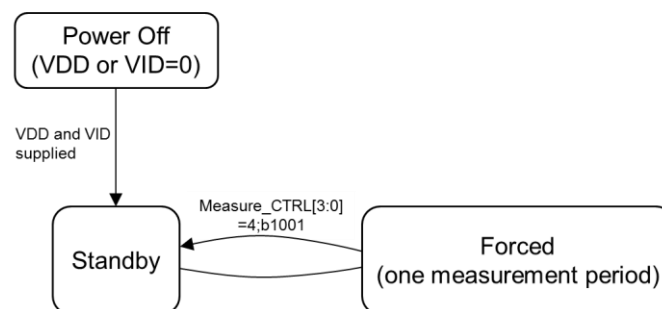 Power Off
(VDD or VID=0)
VDD and VID
supplied
Measure_CTRL[3:0]
=4;b1001
Standby
Forced
(one measurement period)